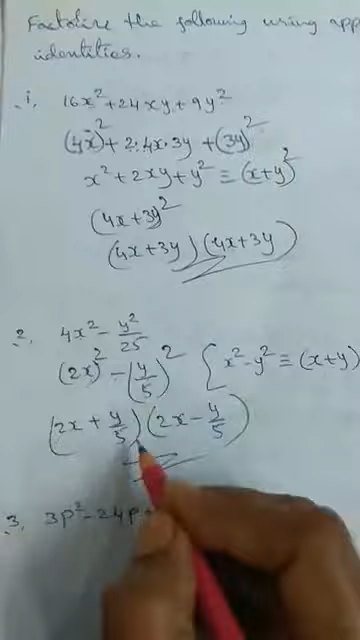 Factorise the following using app
identities.
1. 16x² + 24xy + 9y²
(4x)² + 2·4x·3y + (3y)²
x² + 2xy + y² ≡ (x+y)²
(4x+3y)²
(4x+3y)(4x+3y)
2. 4x² - y²/25
(2x)² - (y/5)² { x² - y² ≡ (x+y)
(2x + y/5)(2x - y/5)
3. 3p² - 24p +